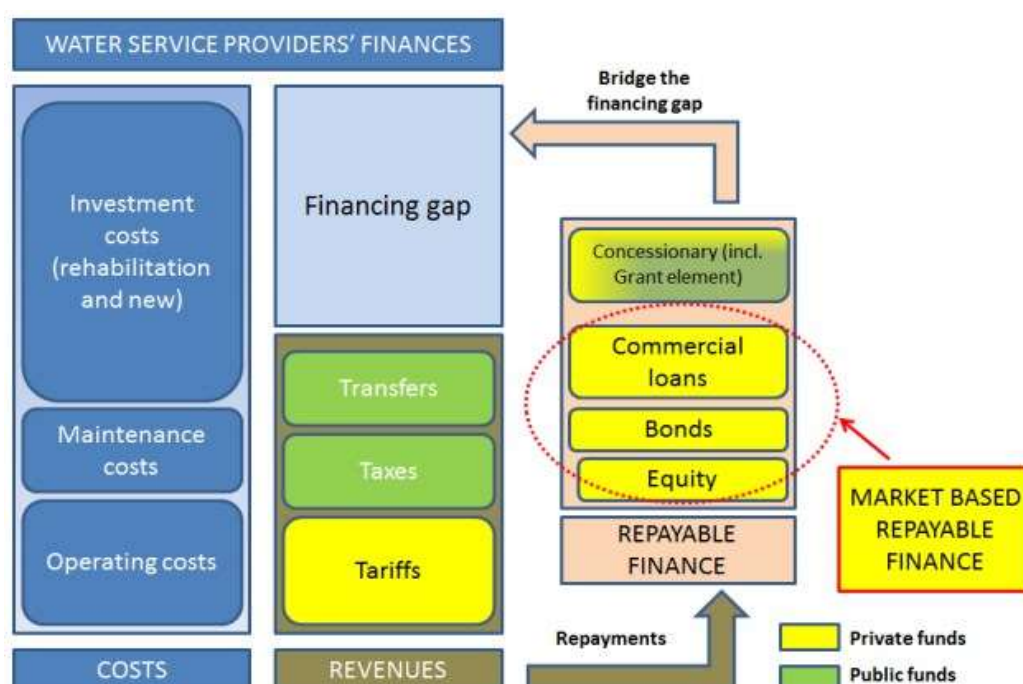 WATER SERVICE PROVIDERS’ FINANCES
Investment
costs
(rehabilitation
and new)
Maintenance
costs
Operating costs
COSTS
Financing gap
Transfers
Taxes
Tariffs
REVENUES
Bridge the
financing gap
Concessionary (incl.
Grant element)
Commercial
loans
Bonds
Equity
REPAYABLE
FINANCE
MARKET BASED
REPAYABLE
FINANCE
Repayments
Private funds
Public funds